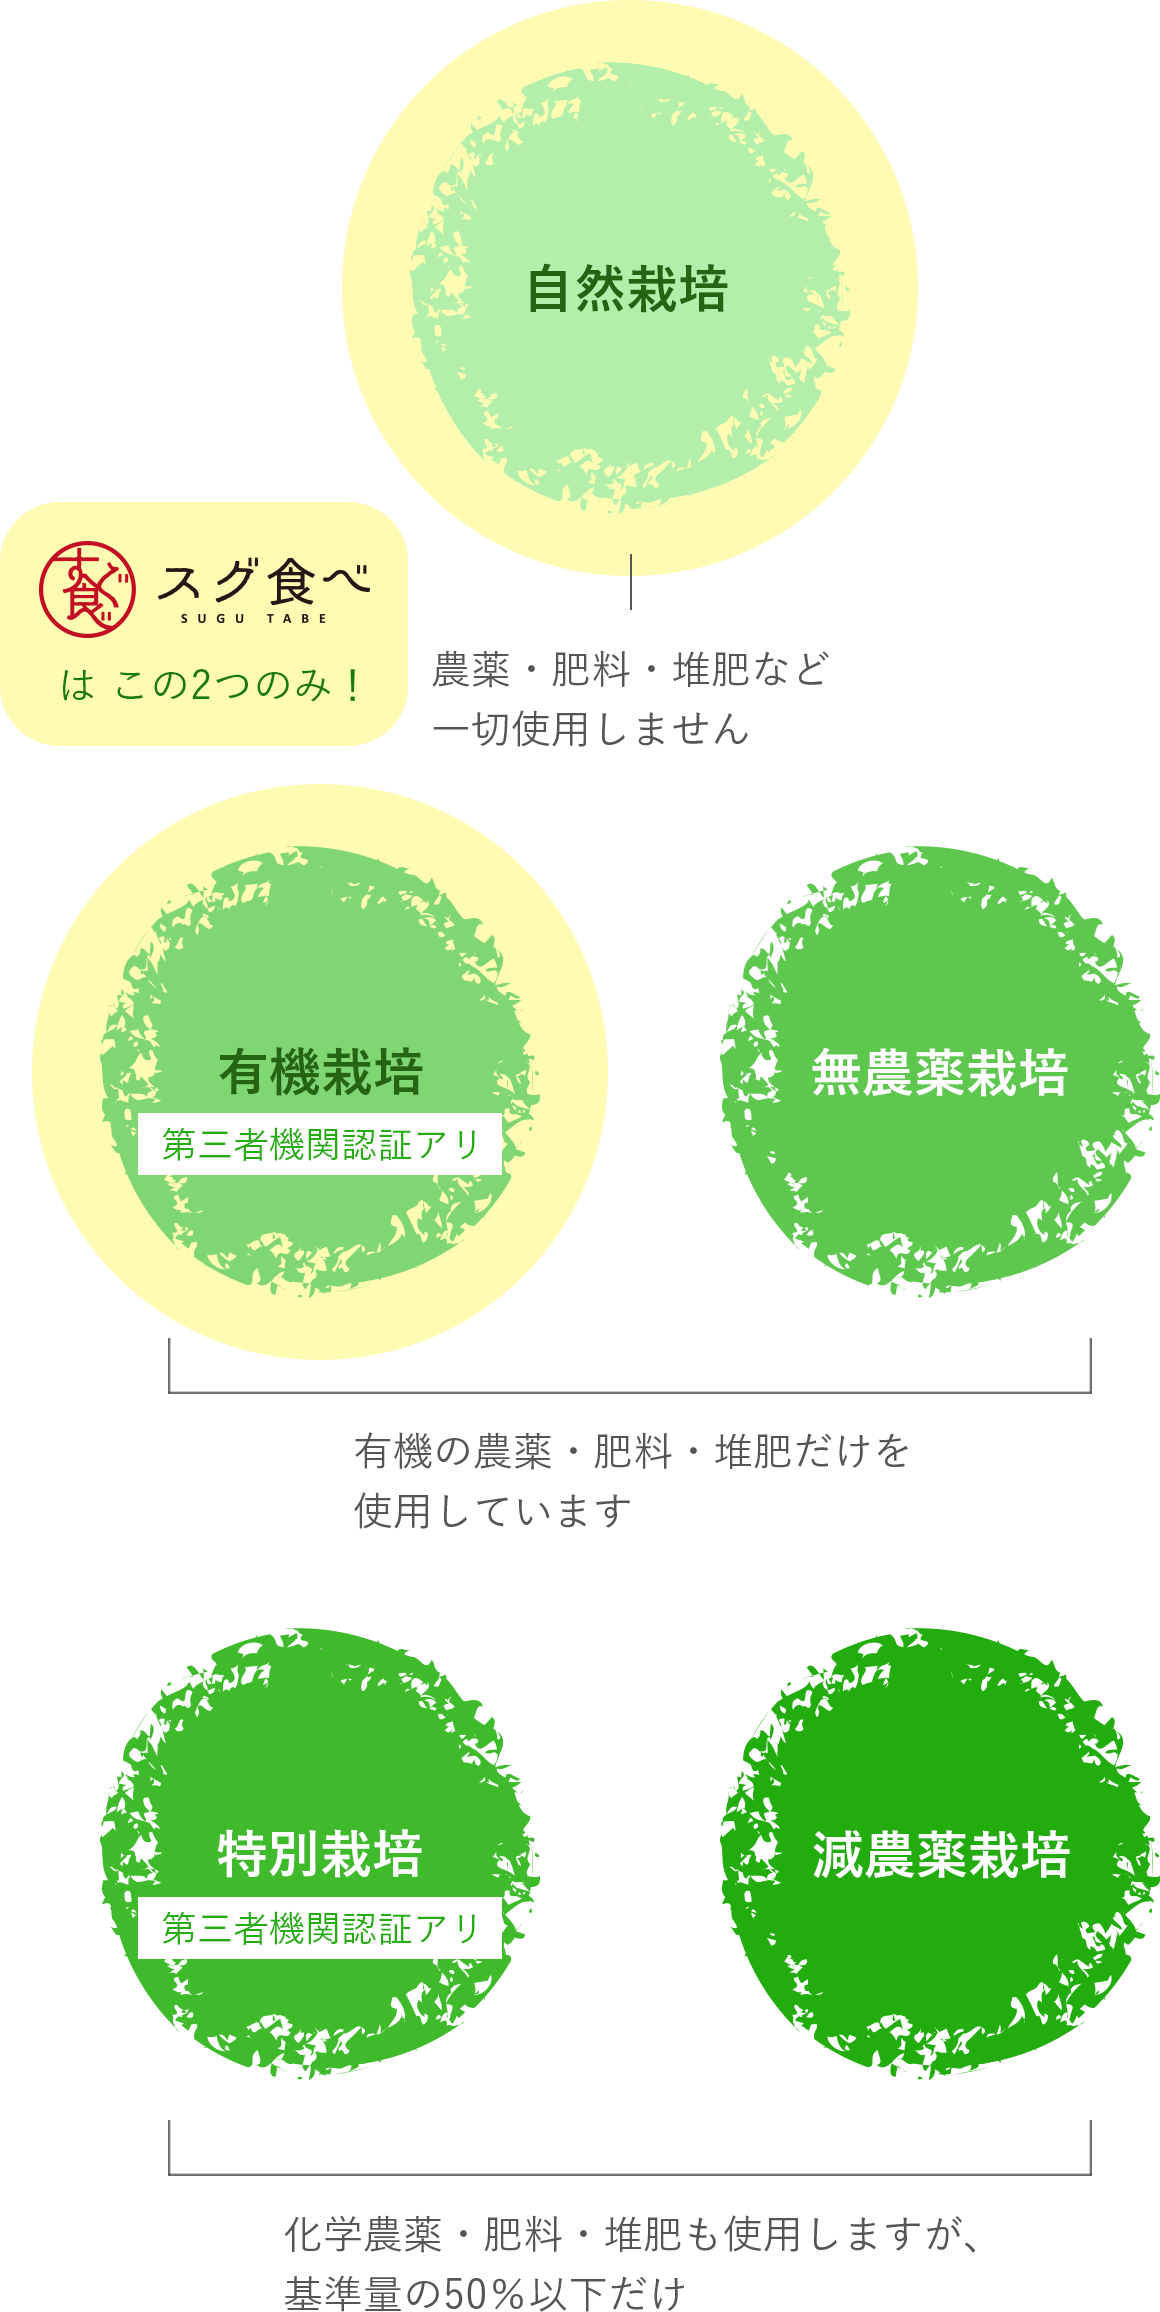 自然栽培
すぐ食べ
スグ食べ
SUGU TABE
は この2つのみ！
農薬・肥料・堆肥など
一切使用しません
有機栽培
第三者機関認証アリ
無農薬栽培
有機の農薬・肥料・堆肥だけを
使用しています
特別栽培
第三者機関認証アリ
減農薬栽培
化学農薬・肥料・堆肥も使用しますが、
基準量の50％以下だけ